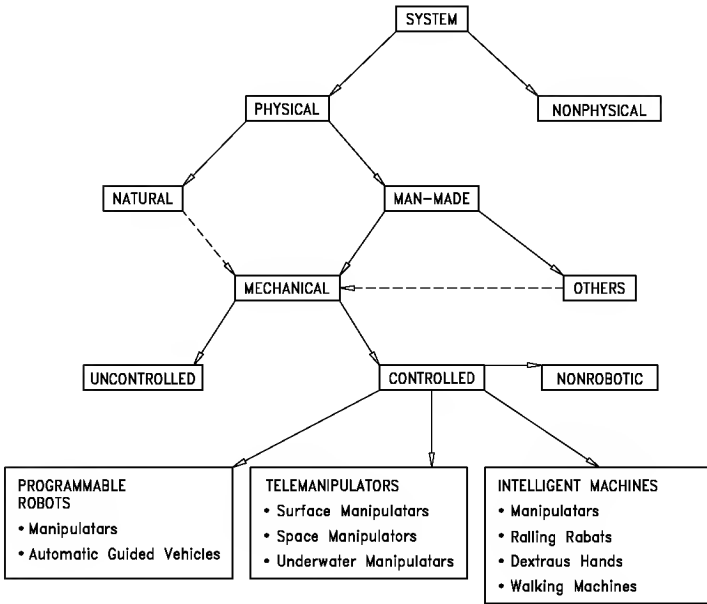 SYSTEM
PHYSICAL
NONPHYSICAL
NATURAL
MAN-MADE
MECHANICAL
OTHERS
UNCONTROLLED
CONTROLLED
NONROBOTIC
PROGRAMMABLE
ROBOTS
• Manipulatars
• Automatic Guided Vehicles
TELEMANIPULATORS
• Surface Manipulatars
• Space Manipulators
• Underwater Manipulatars
INTELLIGENT MACHINES
• Manipulatars
• Ralling Rabats
• Dextraus Hands
• Walking Machines